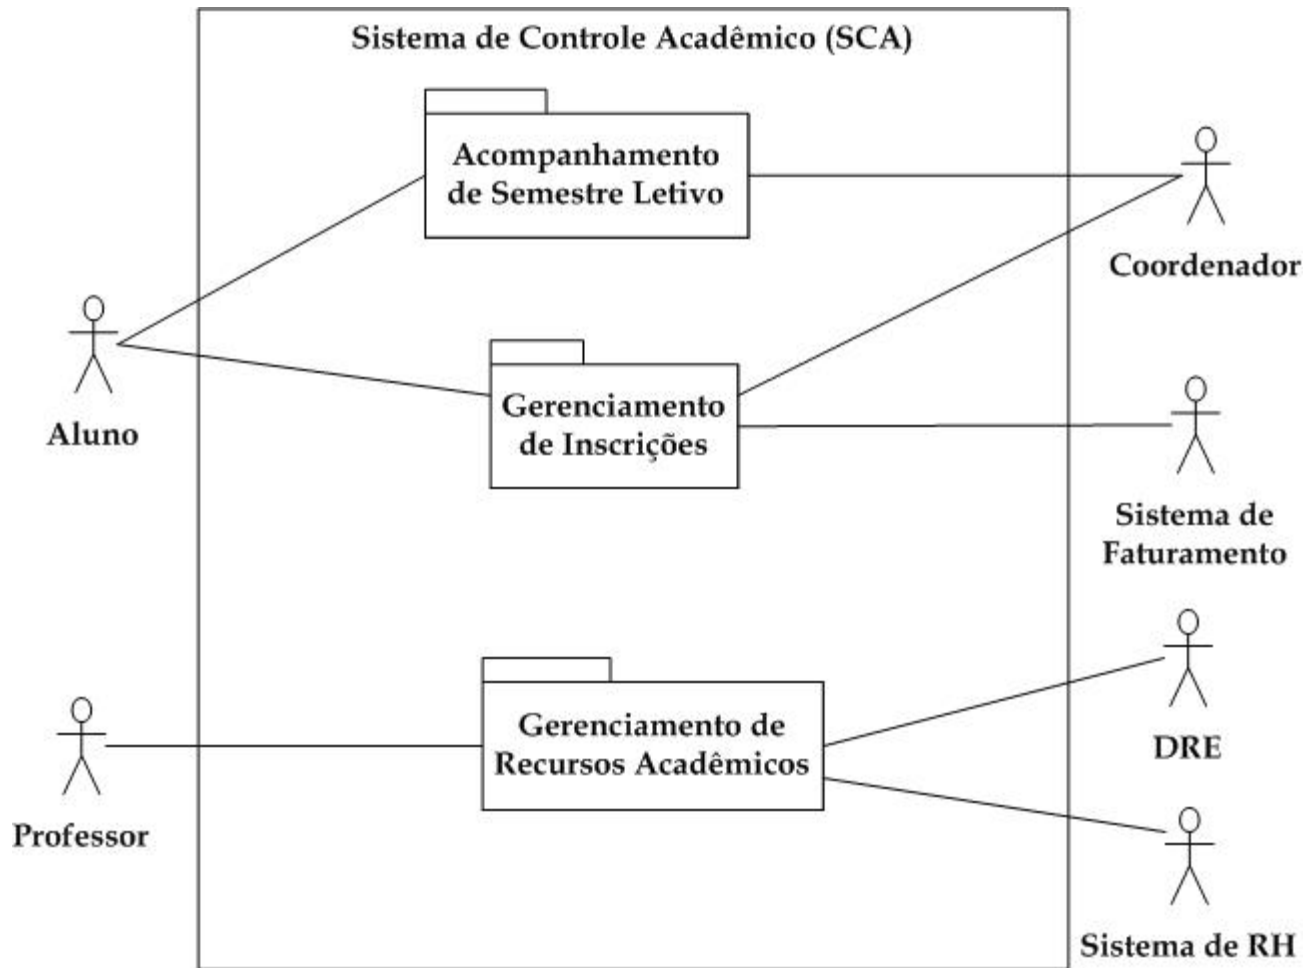 Sistema de Controle Acadêmico (SCA)
Acompanhamento
de Semestre Letivo
Coordenador
Aluno
Gerenciamento
de Inscrições
Sistema de
Faturamento
Professor
Gerenciamento de
Recursos Acadêmicos
DRE
Sistema de RH